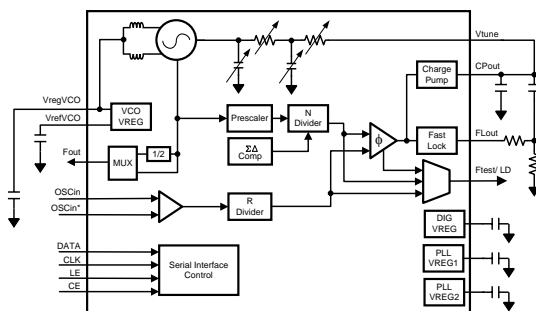 Vtune
Charge
Pump
CPout
VregVCO
VCO
VREG
VrefVCO
Prescaler
N
Divider
Fast
Lock
FLout
Fout
MUX
1/2
ΣΔ
Comp
ϕ
Ftest/ LD
OSCin
OSCin*
R
Divider
DIG
VREG
DATA
CLK
LE
CE
Serial Interface
Control
PLL
VREG1
PLL
VREG2